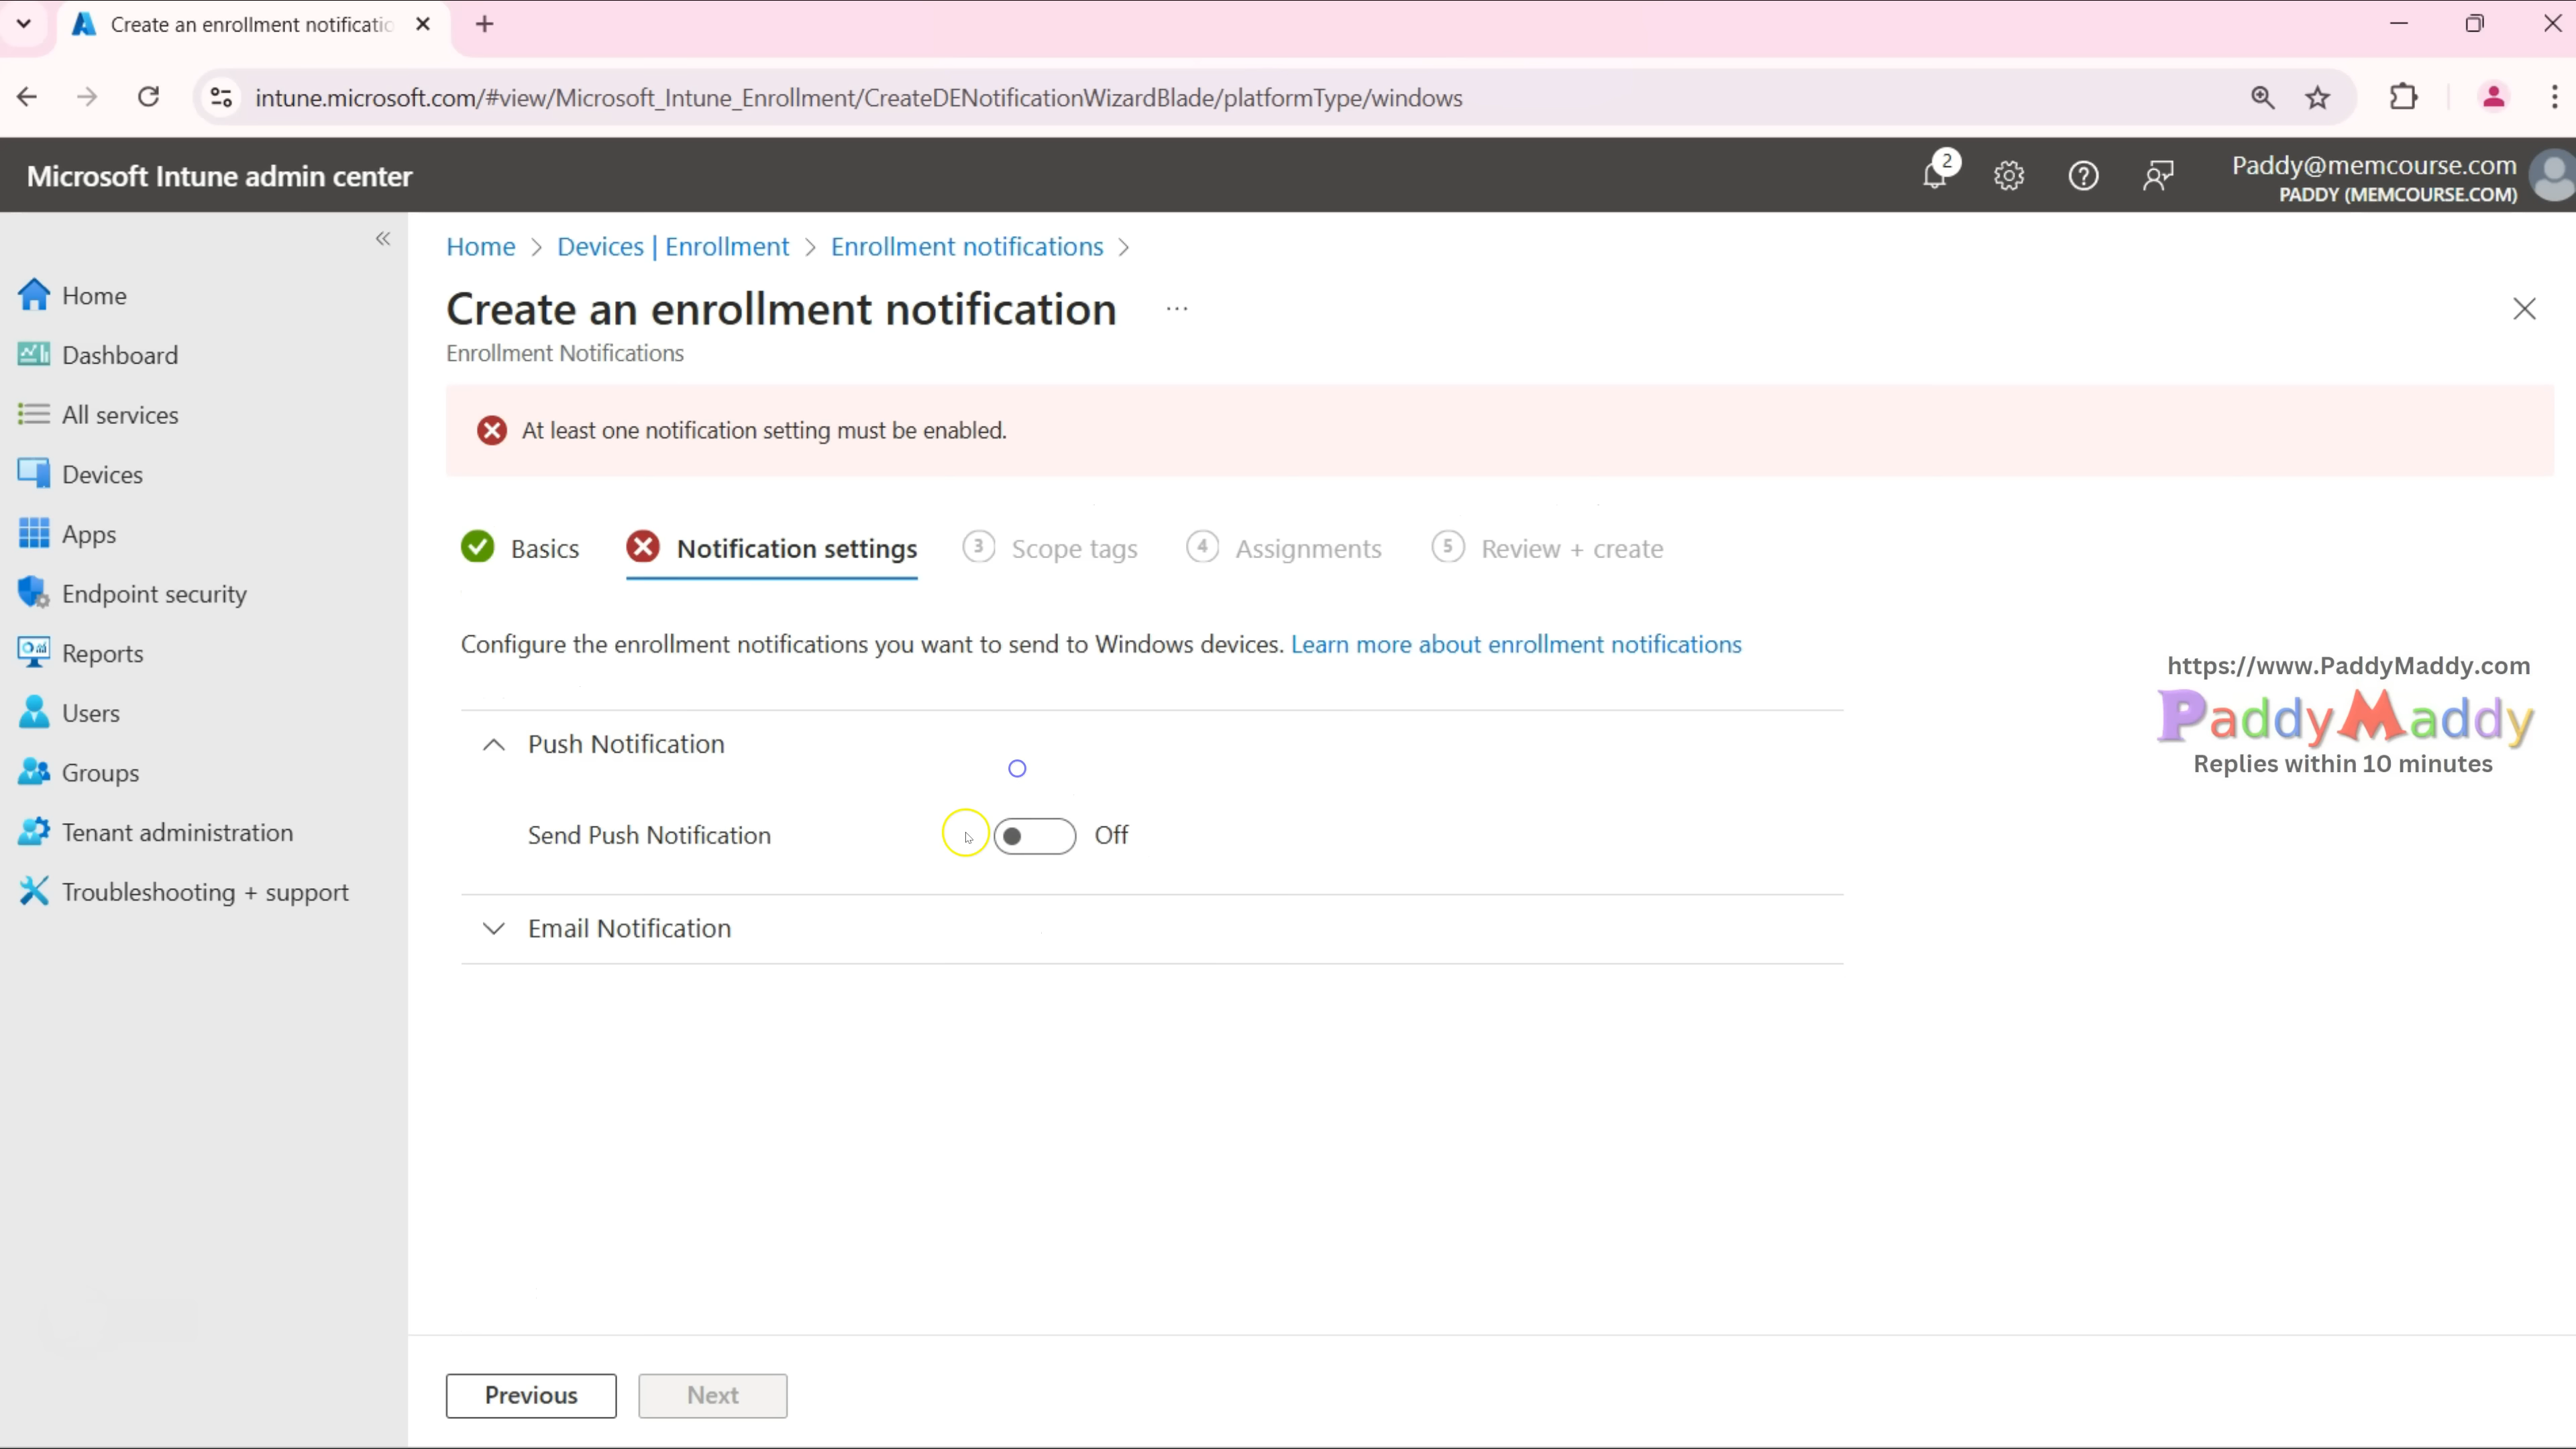 Create an enrollment notificatio
intune.microsoft.com/#view/Microsoft_Intune_Enrollment/CreateDENotificationWizardBlade/platformType/windows
Microsoft Intune admin center
2
Paddy@memcourse.com
PADDY (MEMCOURSE.COM)
Home
Dashboard
All services
Devices
Apps
Endpoint security
Reports
Users
Groups
Tenant administration
Troubleshooting + support
Home > Devices | Enrollment > Enrollment notifications >
Create an enrollment notification ...
Enrollment Notifications
At least one notification setting must be enabled.
Basics Notification settings 3 Scope tags 4 Assignments 5 Review + create
Configure the enrollment notifications you want to send to Windows devices. Learn more about enrollment notifications
https://www.PaddyMaddy.com
PaddyMaddy
Replies within 10 minutes
Push Notification
Send Push Notification Off
Email Notification
Previous Next